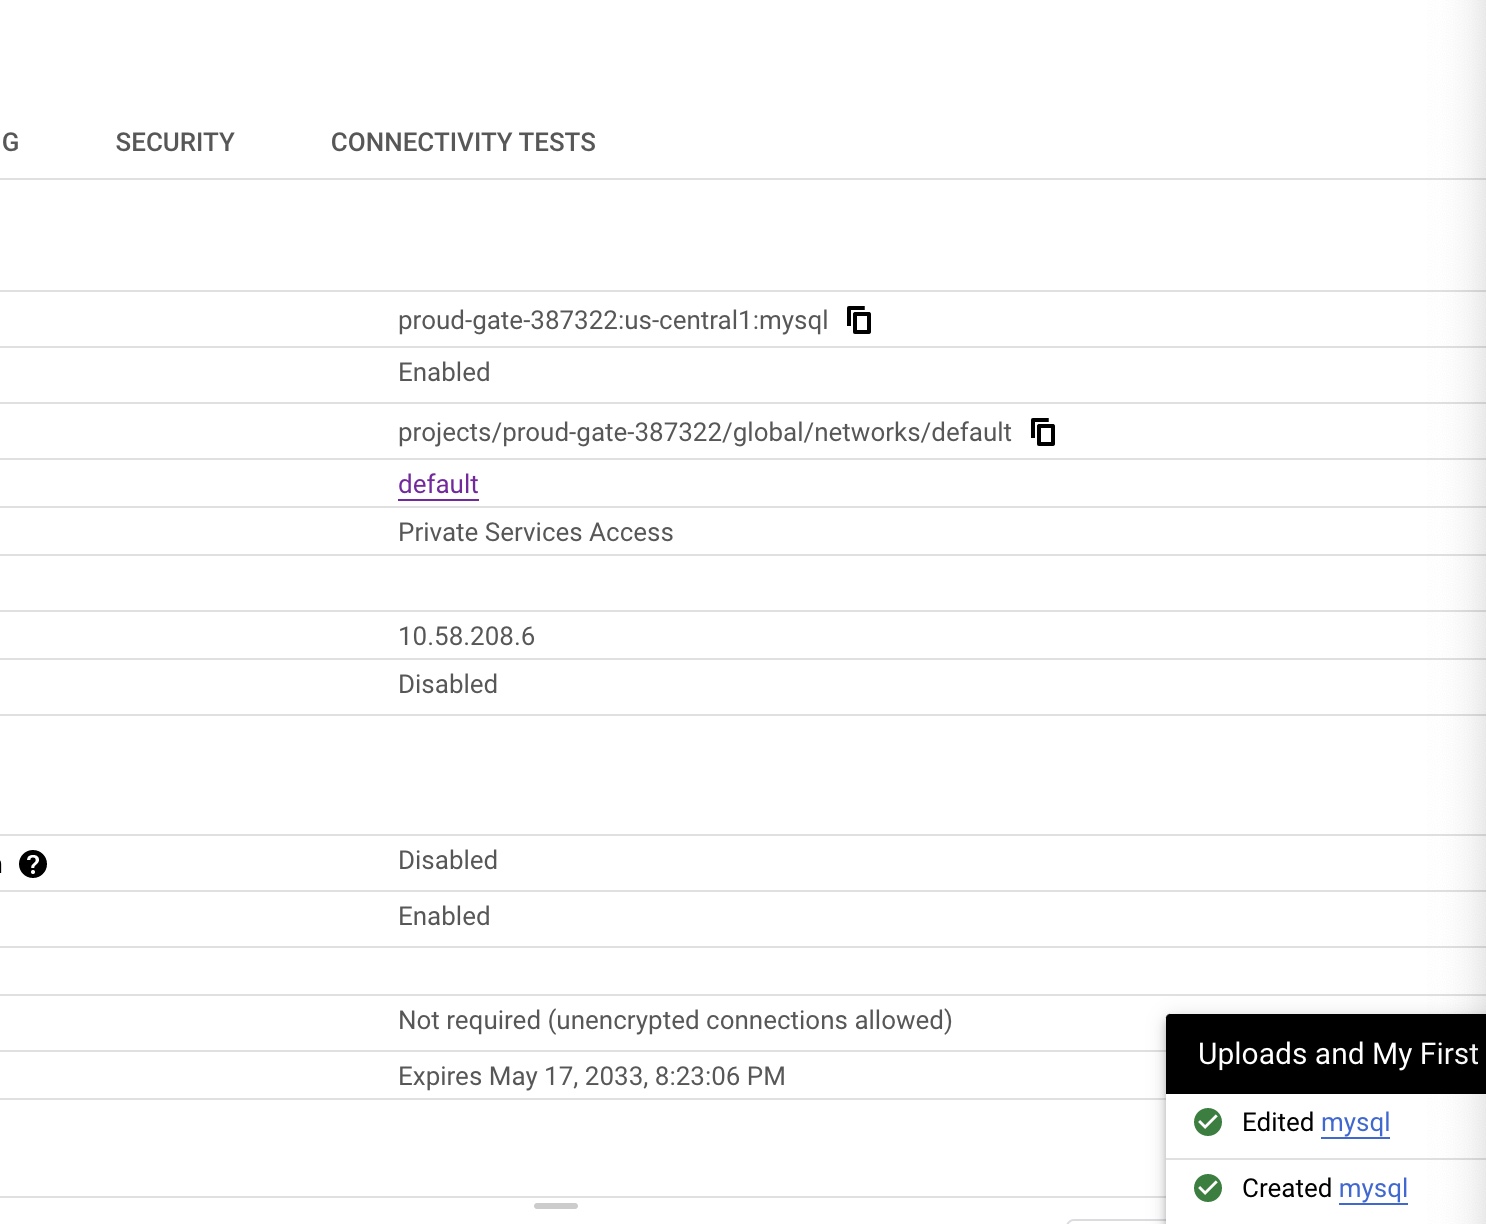 G SECURITY CONNECTIVITY TESTS
proud-gate-387322:us-central1:mysql
Enabled
projects/proud-gate-387322/global/networks/default
default
Private Services Access
10.58.208.6
Disabled
Disabled
Enabled
Not required (unencrypted connections allowed)
Expires May 17, 2033, 8:23:06 PM
Uploads and My First
Edited mysql
Created mysql